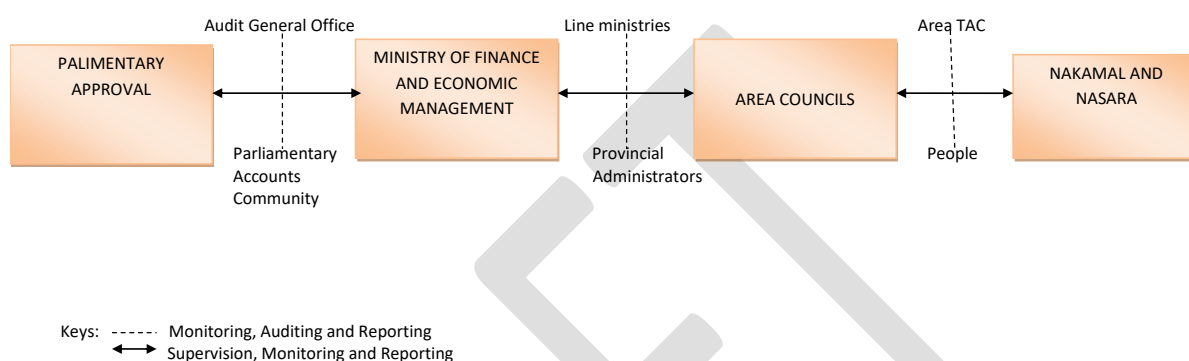 Audit General Office
Line ministries
Area TAC
PALIMENTARY
APPROVAL
MINISTRY OF FINANCE
AND ECONOMIC
MANAGEMENT
AREA COUNCILS
NAKAMAL AND
NASARA
Parliamentary
Accounts
Community
Provincial
Administrators
People
Keys: Monitoring, Auditing and Reporting
Supervision, Monitoring and Reporting